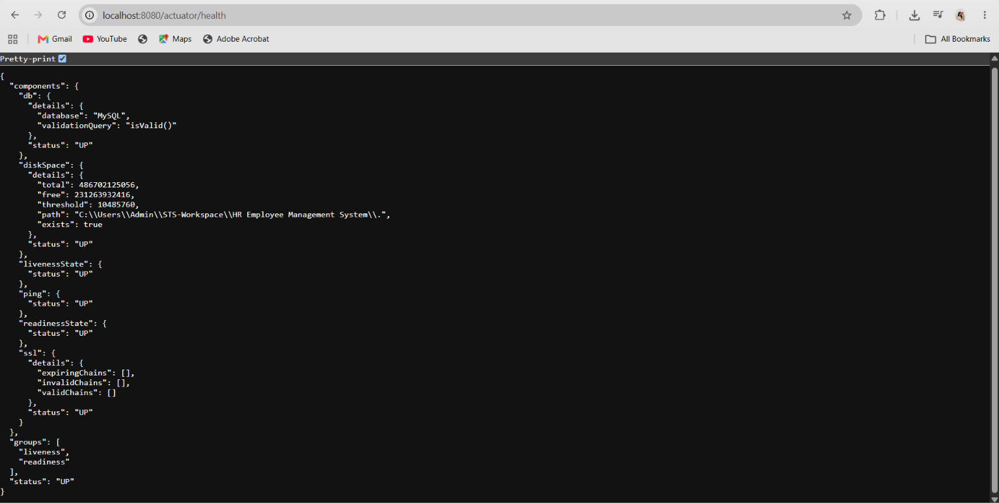 localhost:8080/actuator/health
Gmail YouTube Maps Adobe Acrobat All Bookmarks
Pretty-print
{
  "components": {
    "db": {
      "details": {
        "database": "MySQL",
        "validationQuery": "isValid()"
      },
      "status": "UP"
    },
    "diskSpace": {
      "details": {
        "total": 486702125056,
        "free": 231263932416,
        "threshold": 10485760,
        "path": "C:\\Users\\Admin\\STS-Workspace\\HR Employee Management System\\.",
        "exists": true
      },
      "status": "UP"
    },
    "livenessState": {
      "status": "UP"
    },
    "ping": {
      "status": "UP"
    },
    "readinessState": {
      "status": "UP"
    },
    "ssl": {
      "details": {
        "expiringChains": [],
        "invalidChains": [],
        "validChains": []
      },
      "status": "UP"
    }
  },
  "groups": [
    "liveness",
    "readiness"
  ],
  "status": "UP"
}